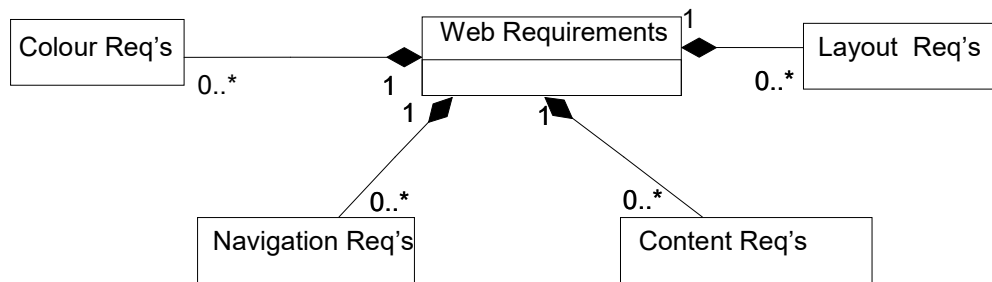 Web Requirements
Colour Req's
Layout Req's
1
0..*
1
0..*
1
1
0..*
0..*
Navigation Req's
Content Req's